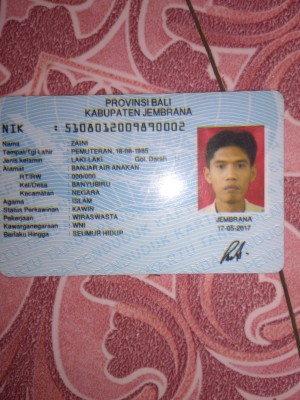 PROVINSI BALI
KABUPATEN JEMBRANA
NIK : 5108012009890002
Nama : ZAINI
Tempat/Tgl Lahir : PEMUTERAN, 16-08-1985
Jenis kelamin : LAKI-LAKI Gol. Darah
Alamat : BANJAR AIR ANAKAN
RT/RW : 000/000
Kel/Desa : BANYUBIRU
Kecamatan : NEGARA
Agama : ISLAM
Status Perkawinan : KAWIN
Pekerjaan : WIRASWASTA
Kewarganegaraan : WNI
Berlaku Hingga : SEUMUR HIDUP
JEMBRANA
17-05-2017